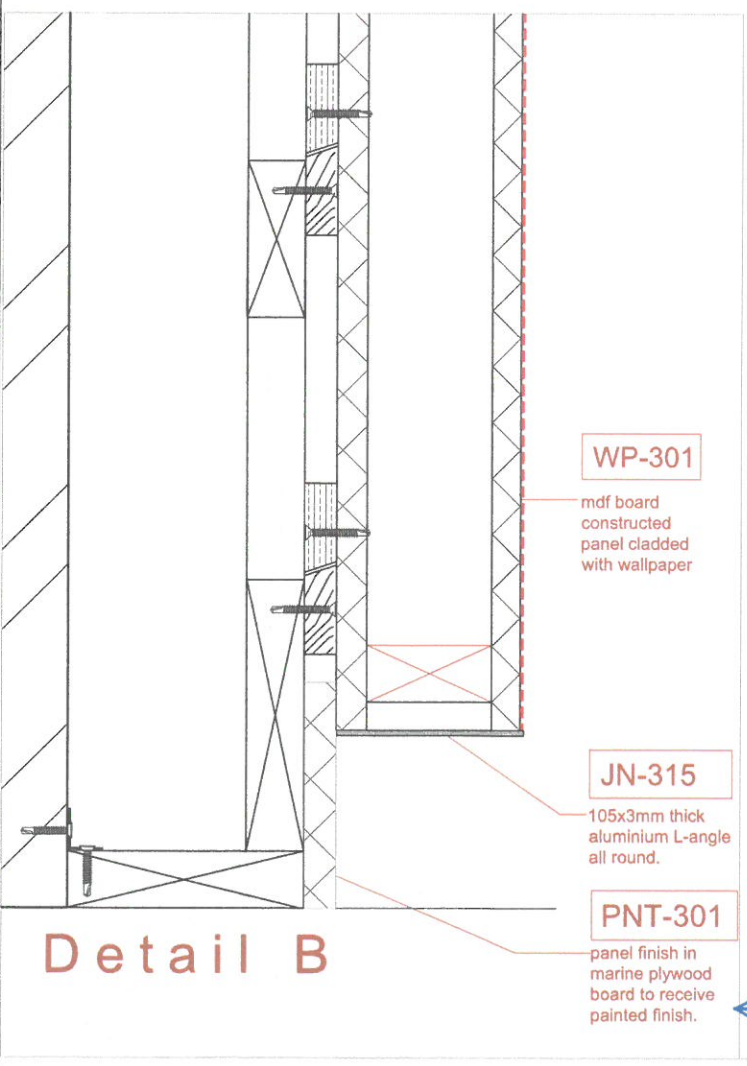 WP-301
mdf board
constructed
panel cladded
with wallpaper
JN-315
105x3mm thick
aluminium L-angle
all round.
PNT-301
panel finish in
marine plywood
board to receive
painted finish.
Detail B